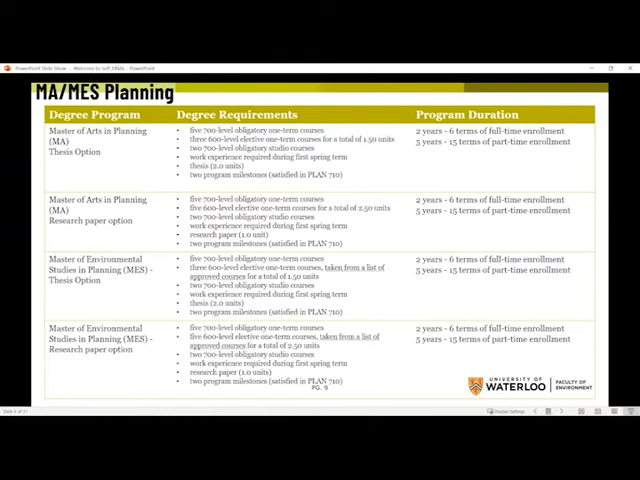 PowerPoint Slide Show - Welcome to SoP_FINAL - PowerPoint
MA/MES Planning
Degree Program
Degree Requirements
Program Duration
Master of Arts in Planning
(MA)
Thesis Option
• five 700-level obligatory one-term courses
• three 600-level elective one-term courses for a total of 1.50 units
• two 700-level studio courses
• work experience required during first spring term
• thesis (2.0 units)
• two program milestones (satisfied in PLAN 710)
2 years - 6 terms of full-time enrollment
5 years - 15 terms of part-time enrollment
Master of Arts in Planning
(MA)
Research paper option
• five 700-level obligatory one-term courses
• five 600-level elective one-term courses for a total of 2.50 units
• two 700-level studio courses
• work experience required during first spring term
• research paper (1.0 unit)
• two program milestones (satisfied in PLAN 710)
2 years - 6 terms of full-time enrollment
5 years - 15 terms of part-time enrollment
Master of Environmental
Studies in Planning (MES) -
Thesis Option
• five 700-level obligatory one-term courses
• three 600-level elective one-term courses, taken from a list of
approved courses for a total of 1.50 units
• two 700-level studio courses
• work experience required during first spring term
• thesis (2.0 units)
• two program milestones (satisfied in PLAN 710)
2 years - 6 terms of full-time enrollment
5 years - 15 terms of part-time enrollment
Master of Environmental
Studies in Planning (MES) -
Research paper option
• five 700-level obligatory one-term courses
• five 600-level elective one-term courses, taken from a list of
approved courses for a total of 2.50 units
• two 700-level studio courses
• work experience required during first spring term
• research paper (1.0 units)
• two program milestones (satisfied in PLAN 710)
2 years - 6 terms of full-time enrollment
5 years - 15 terms of part-time enrollment
PG. 9
UNIVERSITY OF
WATERLOO
FACULTY OF
ENVIRONMENT
Display Settings